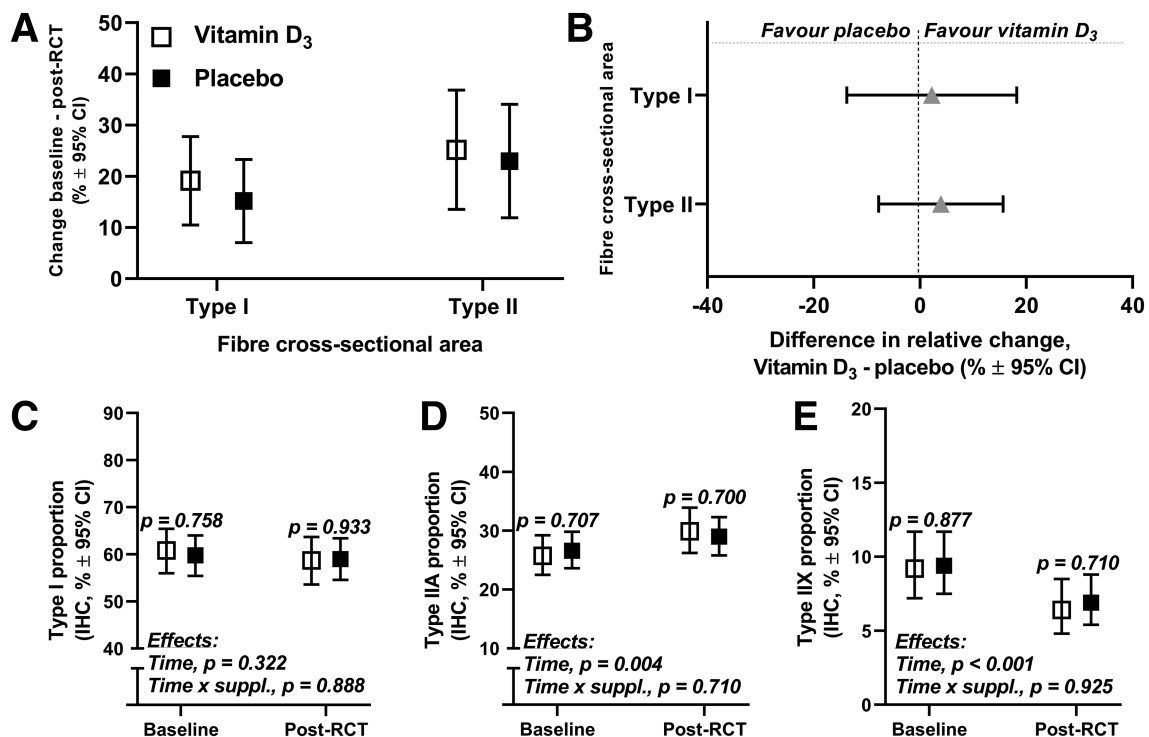 A
Change baseline - post-RCT
(% ± 95% CI)
50
40
30
20
10
0
Vitamin D₃
Placebo
Type I
Type II
Fibre cross-sectional area
B
Fibre cross-sectional area
Favour placebo
Favour vitamin D₃
Type I
Type II
-40
-20
0
20
40
Difference in relative change,
Vitamin D₃ - placebo (% ± 95% CI)
C
Type I proportion
(IHC, % ± 95% CI)
90
80
70
60
50
40
p = 0.758
p = 0.933
Effects:
Time, p = 0.322
Time x suppl., p = 0.888
Baseline
Post-RCT
D
Type IIA proportion
(IHC, % ± 95% CI)
50
40
30
20
10
p = 0.707
p = 0.700
Effects:
Time, p = 0.004
Time x suppl., p = 0.710
Baseline
Post-RCT
E
Type IIX proportion
(IHC, % ± 95% CI)
20
15
10
5
0
p = 0.877
p = 0.710
Effects:
Time, p < 0.001
Time x suppl., p = 0.925
Baseline
Post-RCT